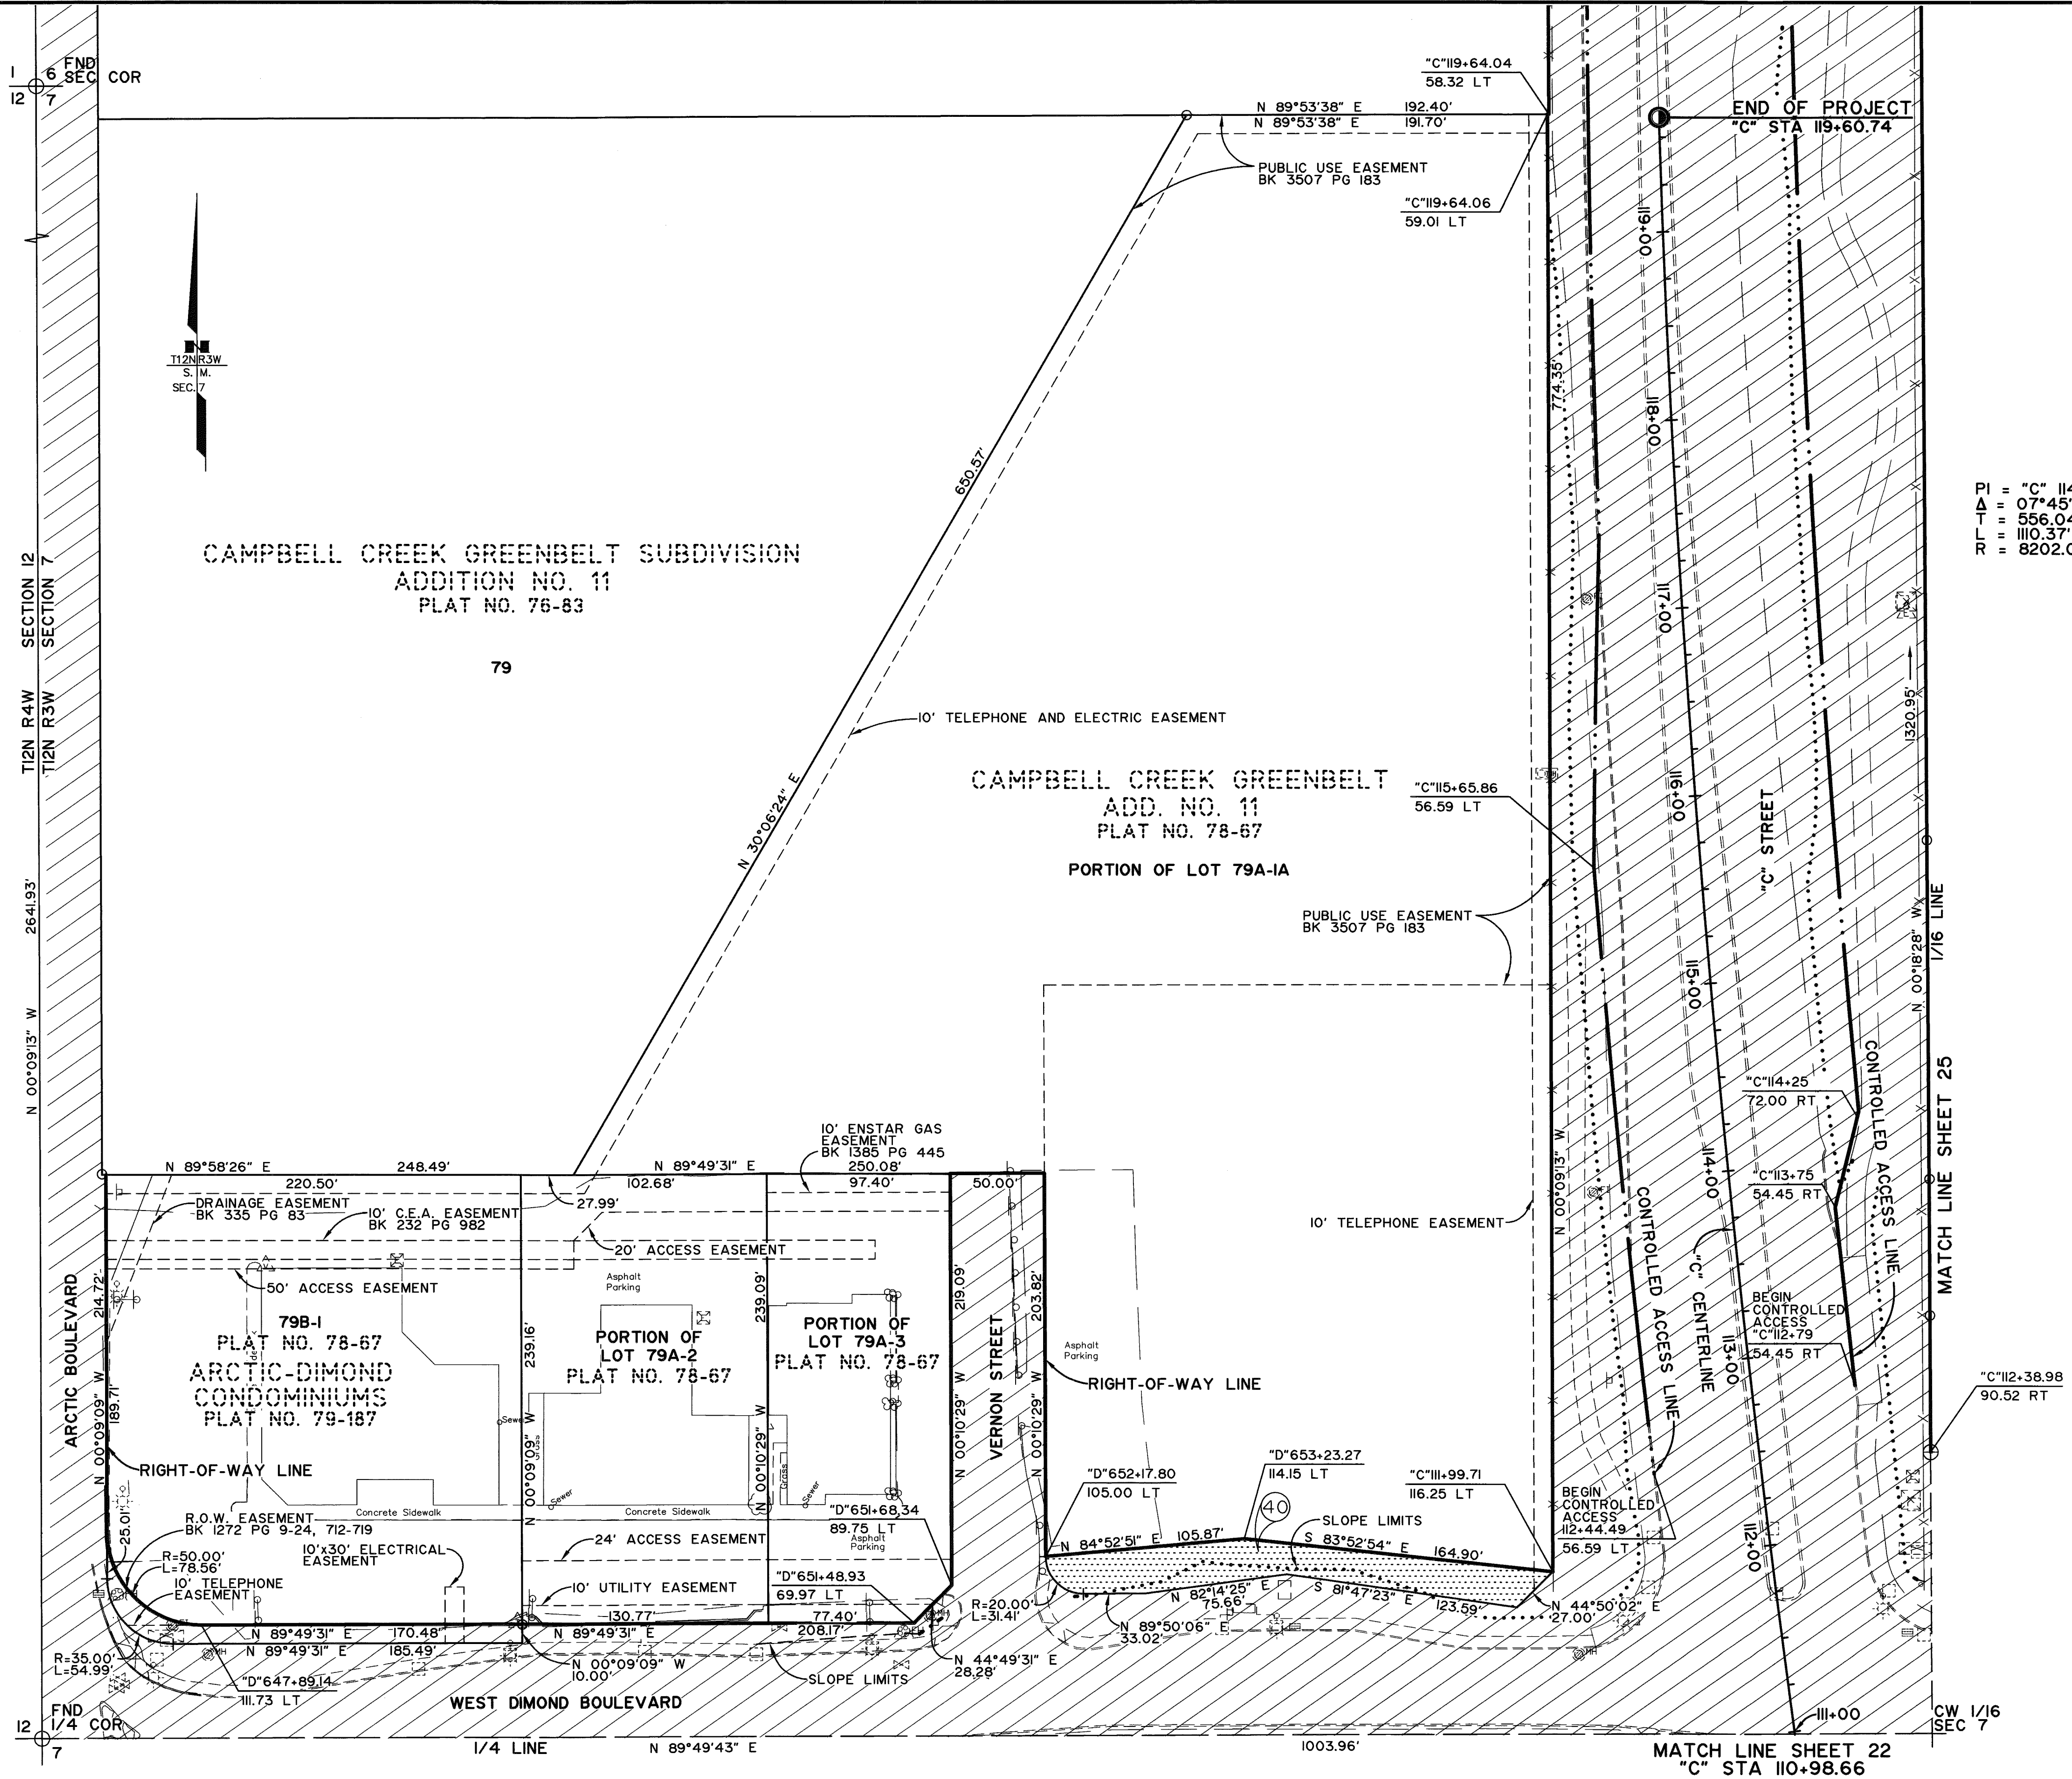 1
6
12
7
FND
SEC COR
"C"119+64.04
58.32 LT
N 89°53'38" E 192.40'
N 89°53'38" E 191.70'
END OF PROJECT
"C" STA 119+60.74
PUBLIC USE EASEMENT
BK 3507 PG 183
"C"119+64.06
59.01 LT
119+00
T12N R3W
S. M.
SEC. 7
774.35'
118+00
650.57'
PI = "C" 114
Δ = 07°45'
T = 556.04
L = 1110.37'
R = 8202.0
CAMPBELL CREEK GREENBELT SUBDIVISION
ADDITION NO. 11
PLAT NO. 76-83
79
117+00
SECTION 12
SECTION 7
T12N R4W
T12N R3W
10' TELEPHONE AND ELECTRIC EASEMENT
1320.95'
N 30°06'24" E
CAMPBELL CREEK GREENBELT
ADD. NO. 11
PLAT NO. 78-67
PORTION OF LOT 79A-1A
"C"115+65.86
56.59 LT
116+00
"C" STREET
2641.93'
N 00°09'13" W
PUBLIC USE EASEMENT
BK 3507 PG 183
1/16 LINE
N 00°18'28" W
115+00
MATCH LINE SHEET 25
CONTROLLED ACCESS LINE
"C"114+25
72.00 RT
10' ENSTAR GAS
EASEMENT
BK 1385 PG 445
N 89°58'26" E 248.49'
N 89°49'31" E 250.08'
220.50'
27.99'
102.68'
97.40'
50.00'
114+00
"C"113+75
54.45 RT
DRAINAGE EASEMENT
BK 335 PG 83
10' C.E.A. EASEMENT
BK 232 PG 982
10' TELEPHONE EASEMENT
N 00°09'13" W
20' ACCESS EASEMENT
50' ACCESS EASEMENT
Asphalt
Parking
CONTROLLED ACCESS LINE
"C" CENTERLINE
ARCTIC BOULEVARD
214.72'
239.09'
219.09'
203.82'
239.16'
79B-1
PLAT NO. 78-67
ARCTIC-DIMOND
CONDOMINIUMS
PLAT NO. 79-187
PORTION OF
LOT 79A-2
PLAT NO. 78-67
PORTION OF
LOT 79A-3
PLAT NO. 78-67
VERNON STREET
Asphalt
Parking
BEGIN
CONTROLLED
ACCESS
"C"112+79
54.45 RT
113+00
N 00°09'09" W
189.71'
RIGHT-OF-WAY LINE
"C"112+38.98
90.52 RT
Sewer
N 00°09'09" W
Grass
N 00°10'29" W
Grass
N 00°10'29" W
N 00°10'29" W
RIGHT-OF-WAY LINE
Sewer
Sewer
Concrete Sidewalk
Concrete Sidewalk
"D"651+68.34
89.75 LT
Asphalt
Parking
"D"652+17.80
105.00 LT
"D"653+23.27
114.15 LT
"C"111+99.71
116.25 LT
40
SLOPE LIMITS
BEGIN
CONTROLLED
ACCESS
112+44.49
56.59 LT
112+00
25.01'
R.O.W. EASEMENT
BK 1272 PG 9-24, 712-719
R=50.00'
L=78.56'
10'x30' ELECTRICAL
EASEMENT
24' ACCESS EASEMENT
N 84°52'51" E 105.87'
S 83°52'54" E 164.90'
10' TELEPHONE
EASEMENT
10' UTILITY EASEMENT
"D"651+48.93
69.97 LT
R=20.00'
L=31.41'
N 82°14'25" E
75.66'
S 81°47'23" E 123.59'
N 44°50'02" E
27.00'
N 89°50'06" E
33.02'
130.77'
77.40'
N 89°49'31" E 170.48'
N 89°49'31" E 208.17'
N 89°49'31" E 185.49'
R=35.00'
L=54.99'
N 00°09'09" W
10.00'
SLOPE LIMITS
N 44°49'31" E
28.28'
MH
MH
"D"647+89.14
111.73 LT
WEST DIMOND BOULEVARD
FND
1/4 COR
12
7
1/4 LINE
N 89°49'43" E
1003.96'
111+00
CW 1/16
SEC 7
MATCH LINE SHEET 22
"C" STA 110+98.66